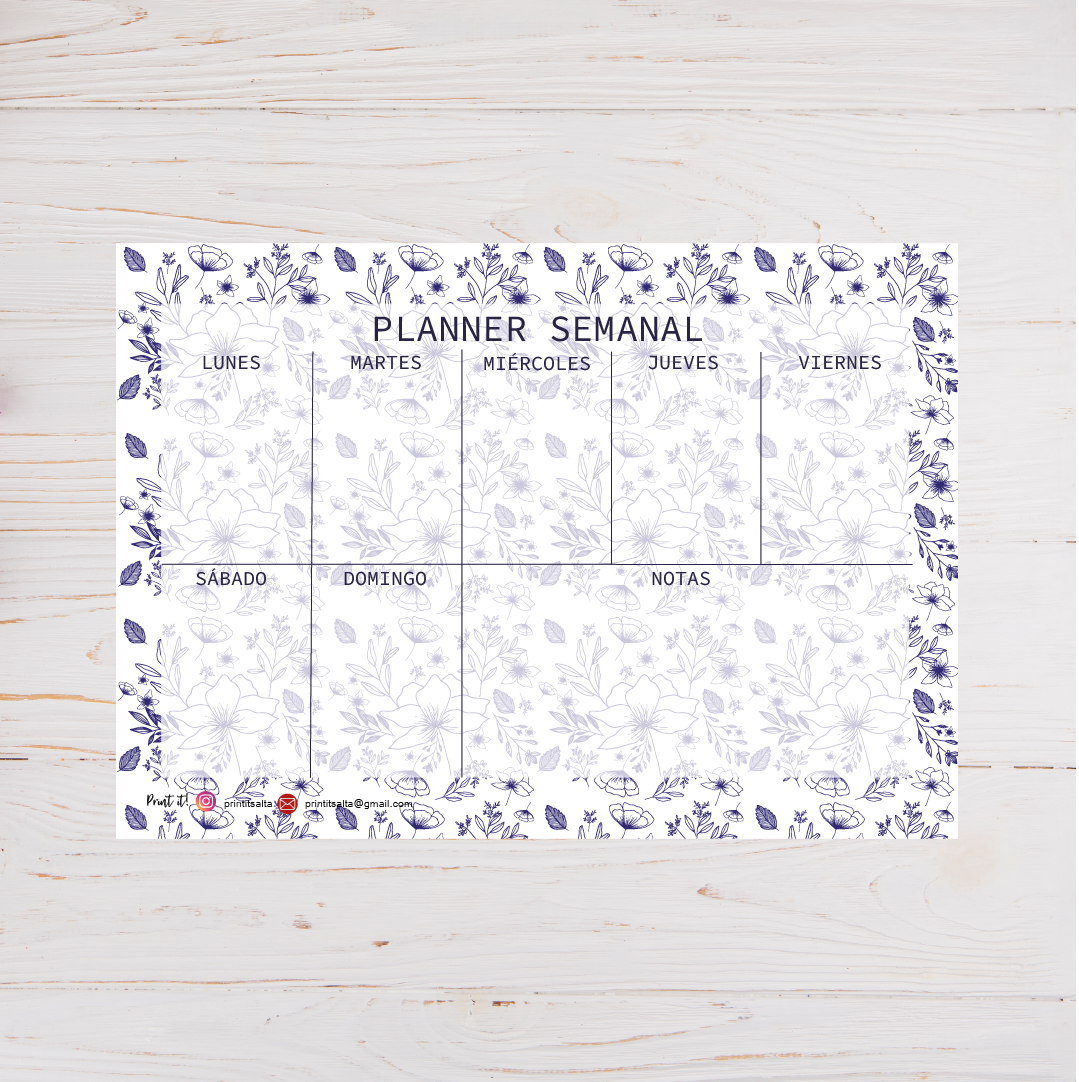 PLANNER SEMANAL
LUNES MARTES MIÉRCOLES JUEVES VIERNES
SÁBADO DOMINGO NOTAS
Print it! printitsalta printitsalta@gmail.com